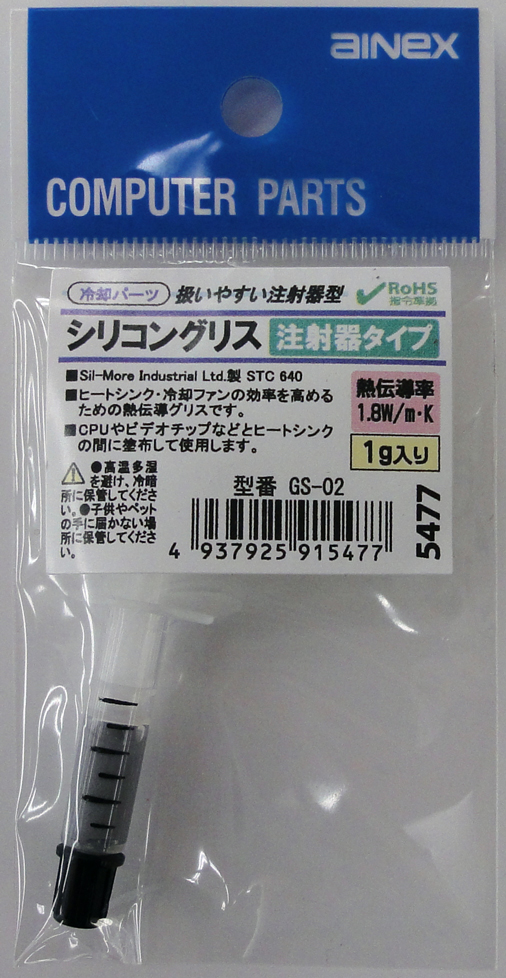 AINEX
COMPUTER PARTS
冷却パーツ 扱いやすい注射器型 RoHS
指令準拠
シリコングリス 注射器タイプ
■Sil-More Industrial Ltd.製 STC 640
■ヒートシンク・冷却ファンの効率を高める
ための熱伝導グリスです。
■CPUやビデオチップなどとヒートシンク
の間に塗布して使用します。
熱伝導率
1.8W/m・K
1g入り
●高温多湿
を避け、冷暗
所に保管してくださ
い。●子供やペット
の手に届かない場
所に保管してくださ
い。
型番 GS-02
4 937925 915477
5477